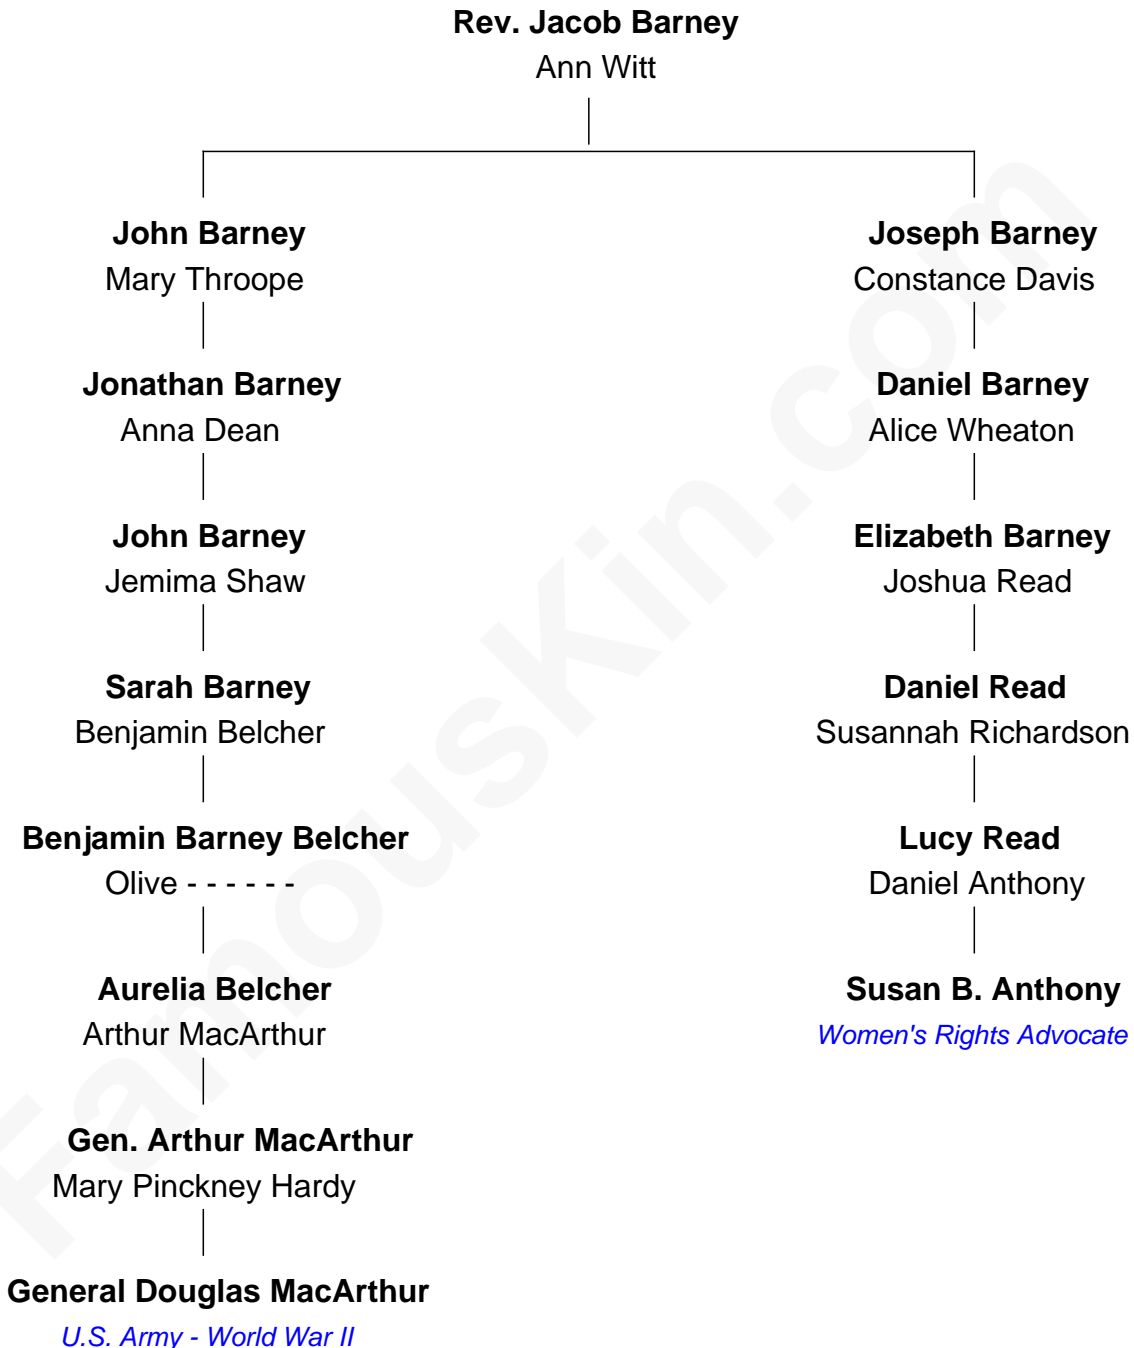 Rev. Jacob Barney
Ann Witt
John Barney
Mary Throope
Jonathan Barney
Anna Dean
John Barney
Jemima Shaw
Sarah Barney
Benjamin Belcher
Benjamin Barney Belcher
Olive - - - - - -
Aurelia Belcher
Arthur MacArthur
Gen. Arthur MacArthur
Mary Pinckney Hardy
General Douglas MacArthur
U.S. Army - World War II
Joseph Barney
Constance Davis
Daniel Barney
Alice Wheaton
Elizabeth Barney
Joshua Read
Daniel Read
Susannah Richardson
Lucy Read
Daniel Anthony
Susan B. Anthony
Women's Rights Advocate
FamousKin.com